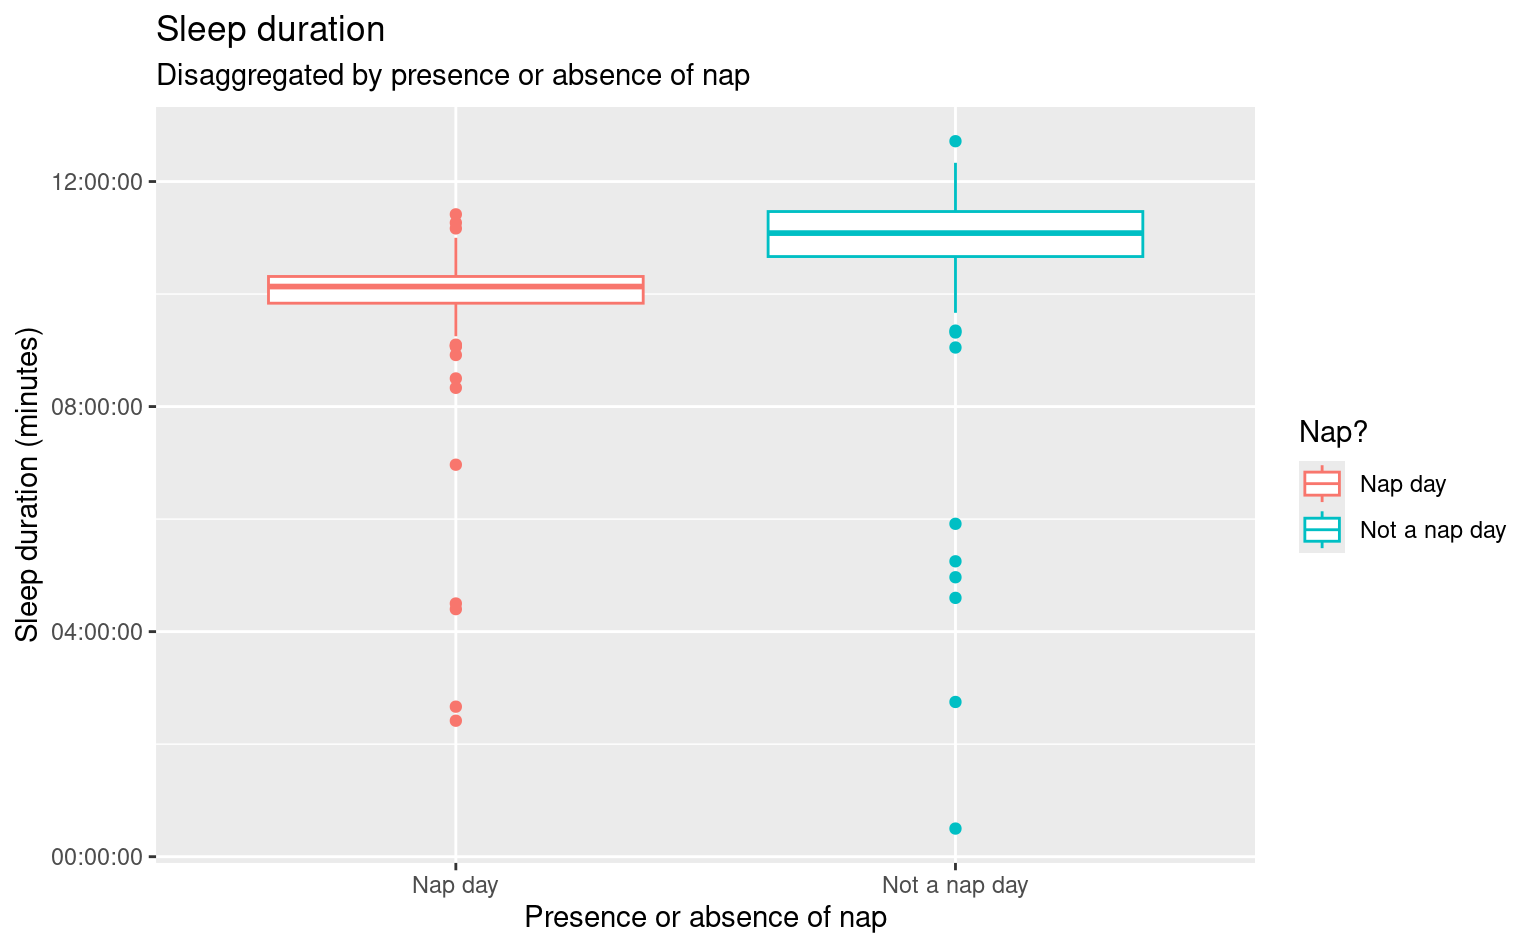 Sleep duration
Disaggregated by presence or absence of nap
Sleep duration (minutes)
12:00:00
08:00:00
04:00:00
00:00:00
Nap day
Not a nap day
Presence or absence of nap
Nap?
Nap day
Not a nap day